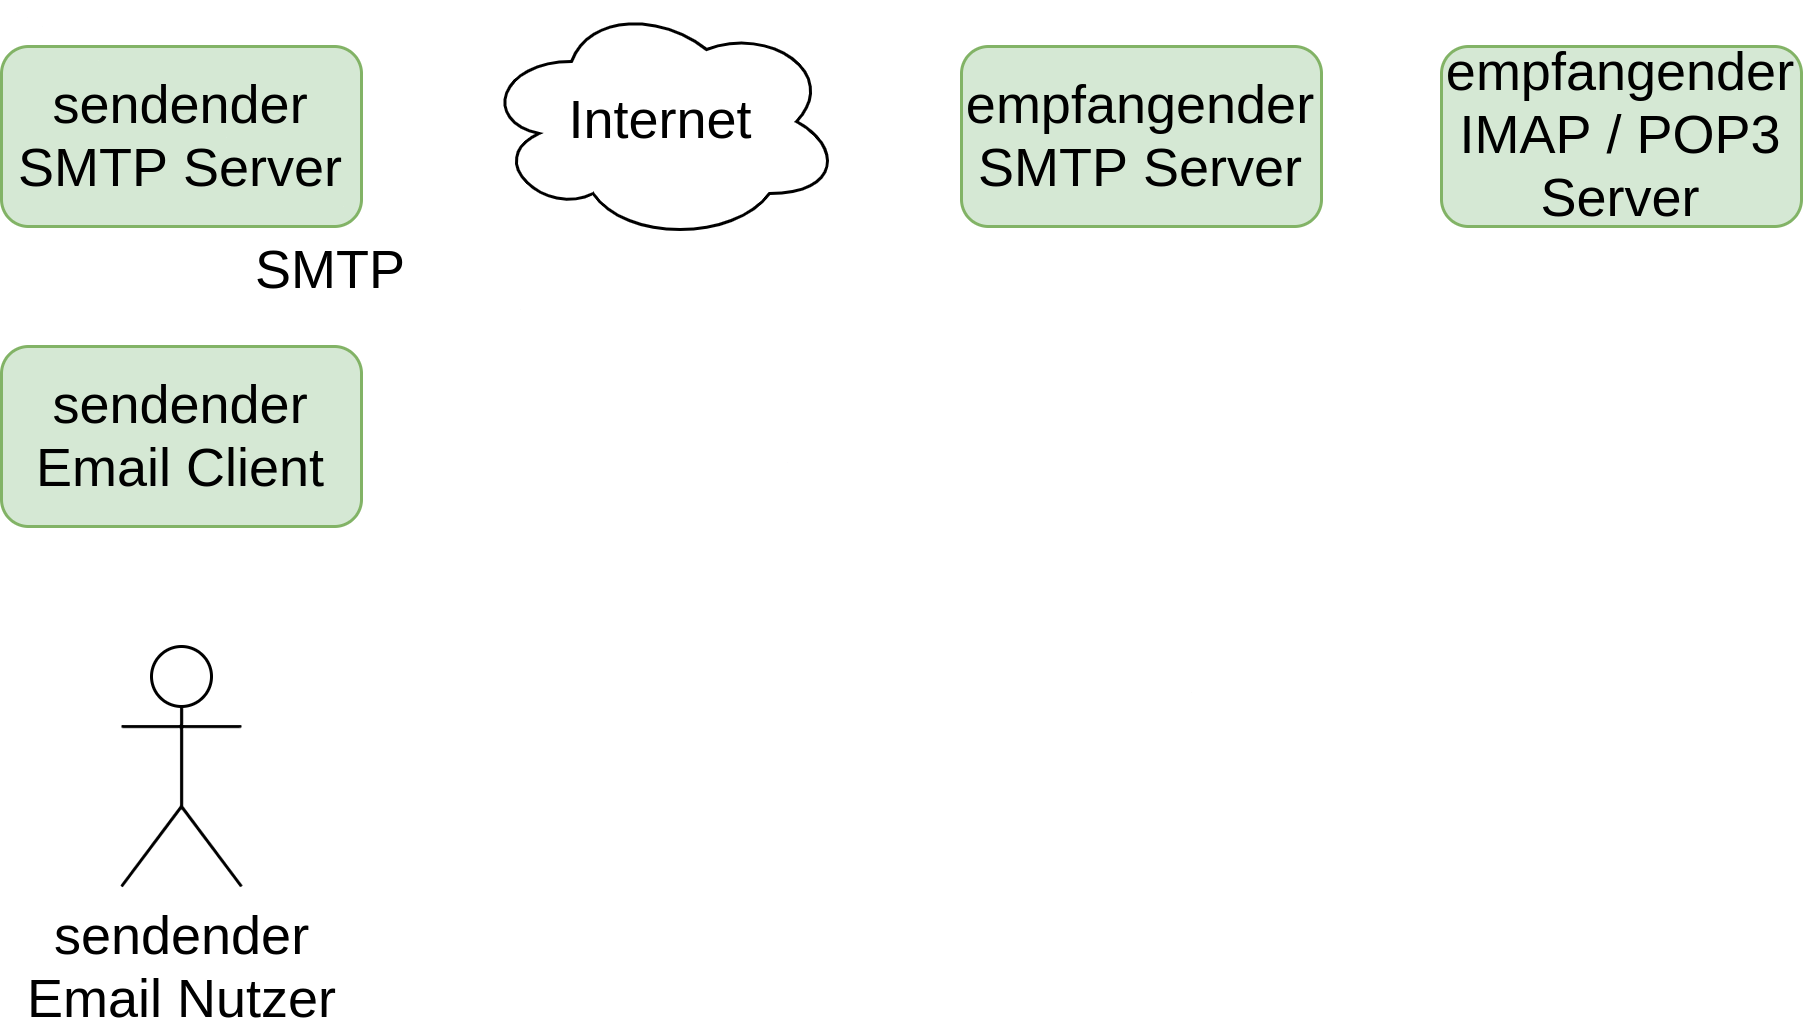 sendender
SMTP Server
Internet
empfangender
SMTP Server
empfangender
IMAP / POP3
Server
SMTP
sendender
Email Client
sendender
Email Nutzer